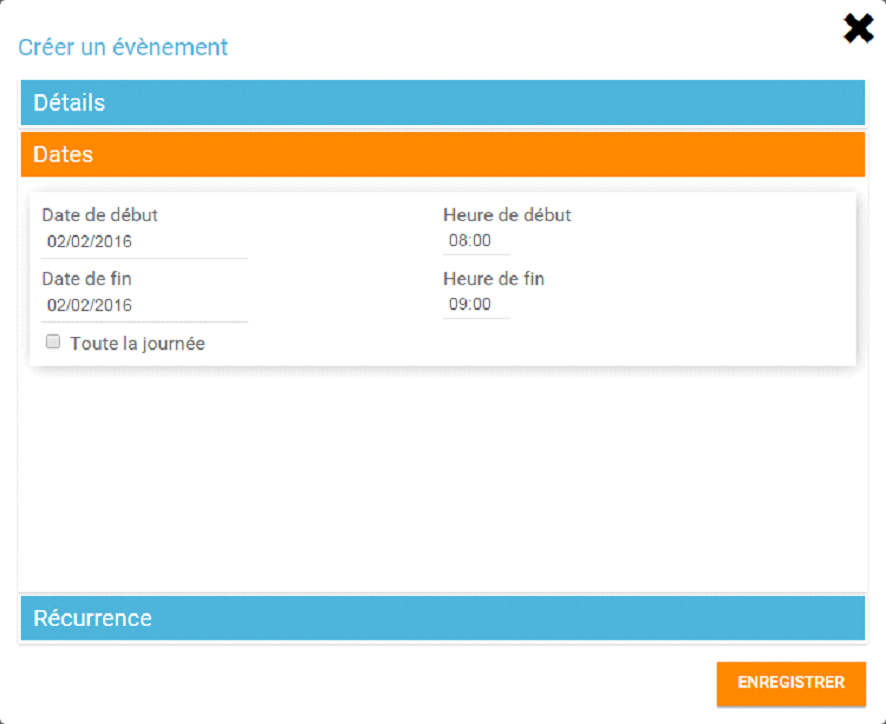 Créer un évènement
Détails
Dates
Date de début
Heure de début
02/02/2016
08:00
Date de fin
Heure de fin
02/02/2016
09:00
Toute la journée
Récurrence
ENREGISTRER